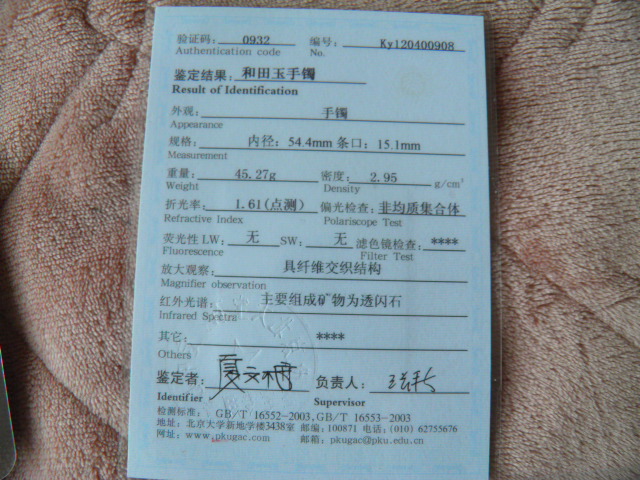 验证码： 0932 编号： Ky120400908
Authentication code No.
鉴定结果：和田玉手镯
Result of Identification
外观： 手镯
Appearance
规格： 内径：54.4mm 条口：15.1mm
Measurement
重量： 45.27g 密度： 2.95 g/cm³
Weight Density
折光率： 1.61(点测) 偏光检查：非均质集合体
Refractive Index Polariscope Test
荧光性 LW： 无 SW： 无 滤色镜检查：****
Fluorescence Filter Test
放大观察： 具纤维交织结构
Magnifier observation
红外光谱： 主要组成矿物为透闪石
Infrared Spectra
其它： ****
Others
鉴定者： 负责人：
Identifier Supervisor
检测标准： GB/T 16552-2003,GB/T 16553-2003
地址：北京大学新地学楼3438室 邮编：100871 电话：(010) 62755676
网址：www.pkugac.com 邮箱：pkugac@pku.edu.cn